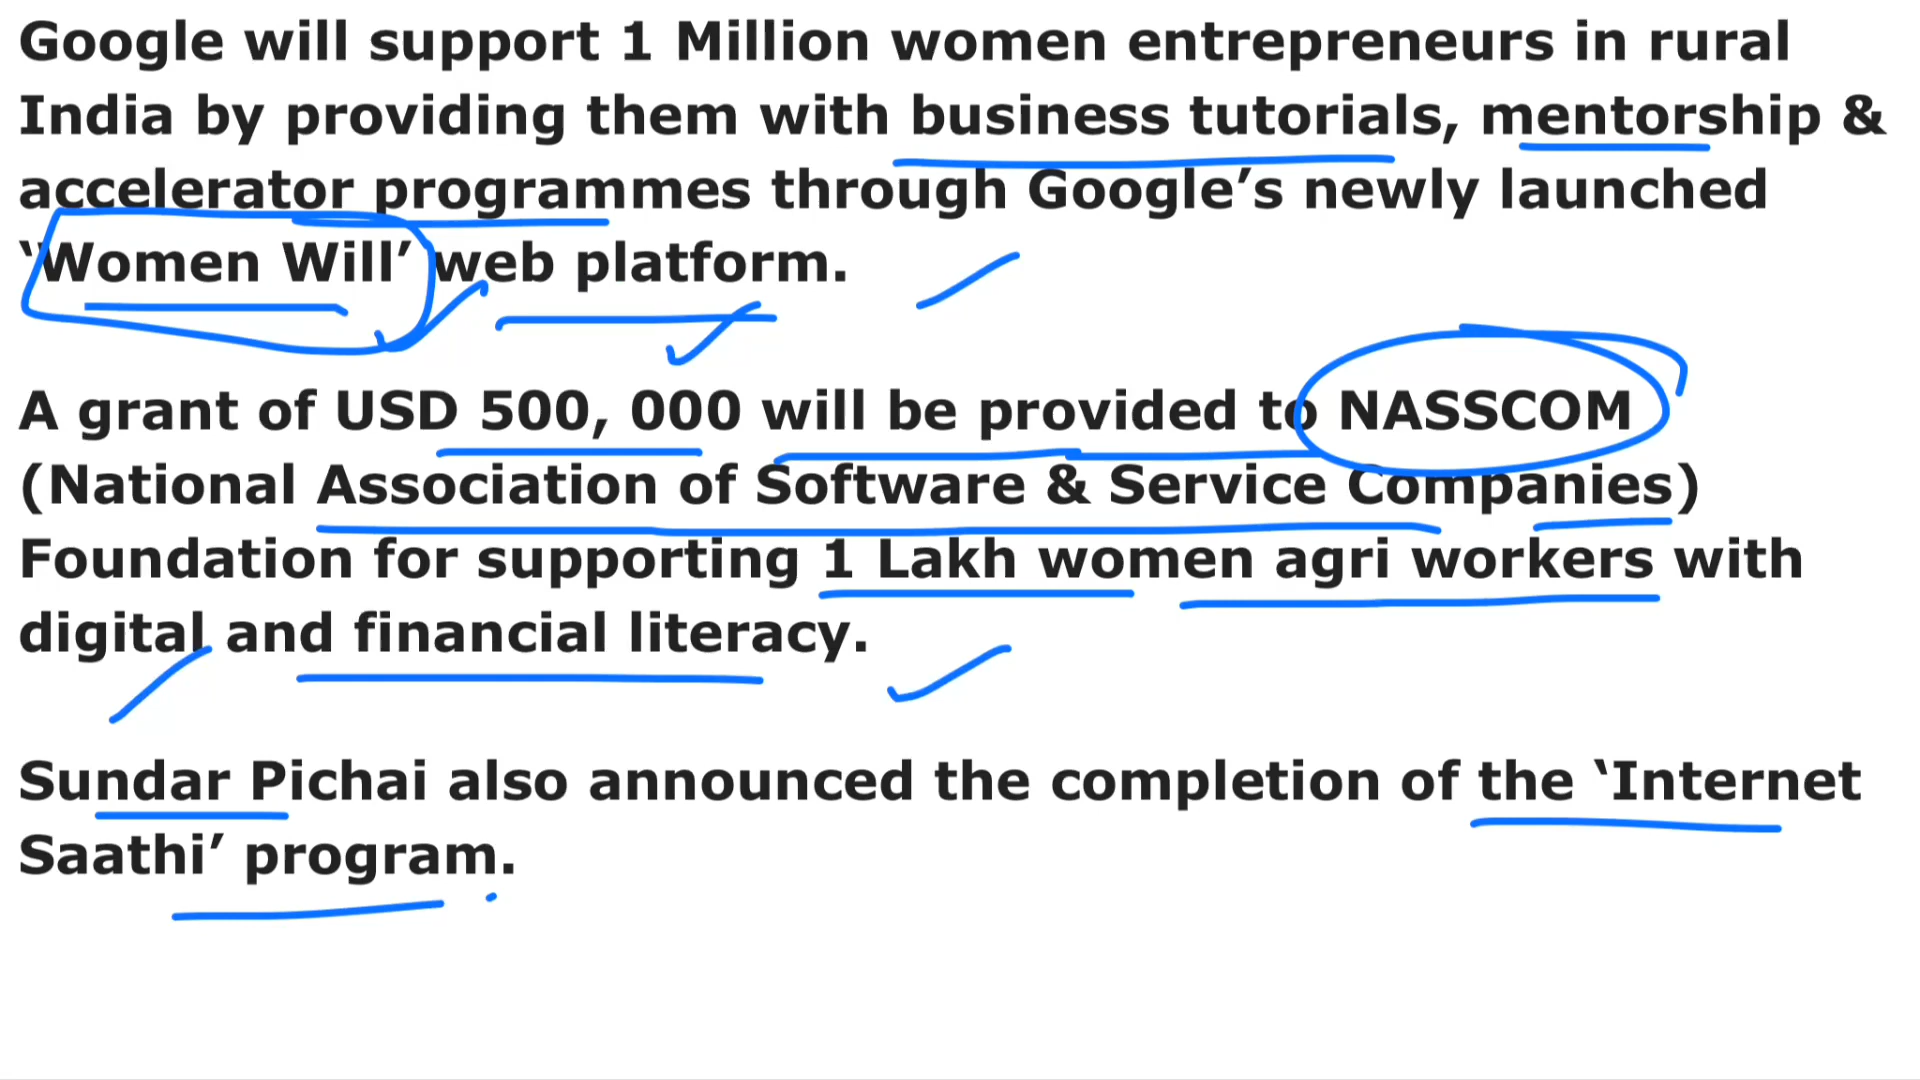 Google will support 1 Million women entrepreneurs in rural
India by providing them with business tutorials, mentorship &
accelerator programmes through Google’s newly launched
‘Women Will’ web platform.
A grant of USD 500, 000 will be provided to NASSCOM
(National Association of Software & Service Companies)
Foundation for supporting 1 Lakh women agri workers with
digital and financial literacy.
Sundar Pichai also announced the completion of the ‘Internet
Saathi’ program.